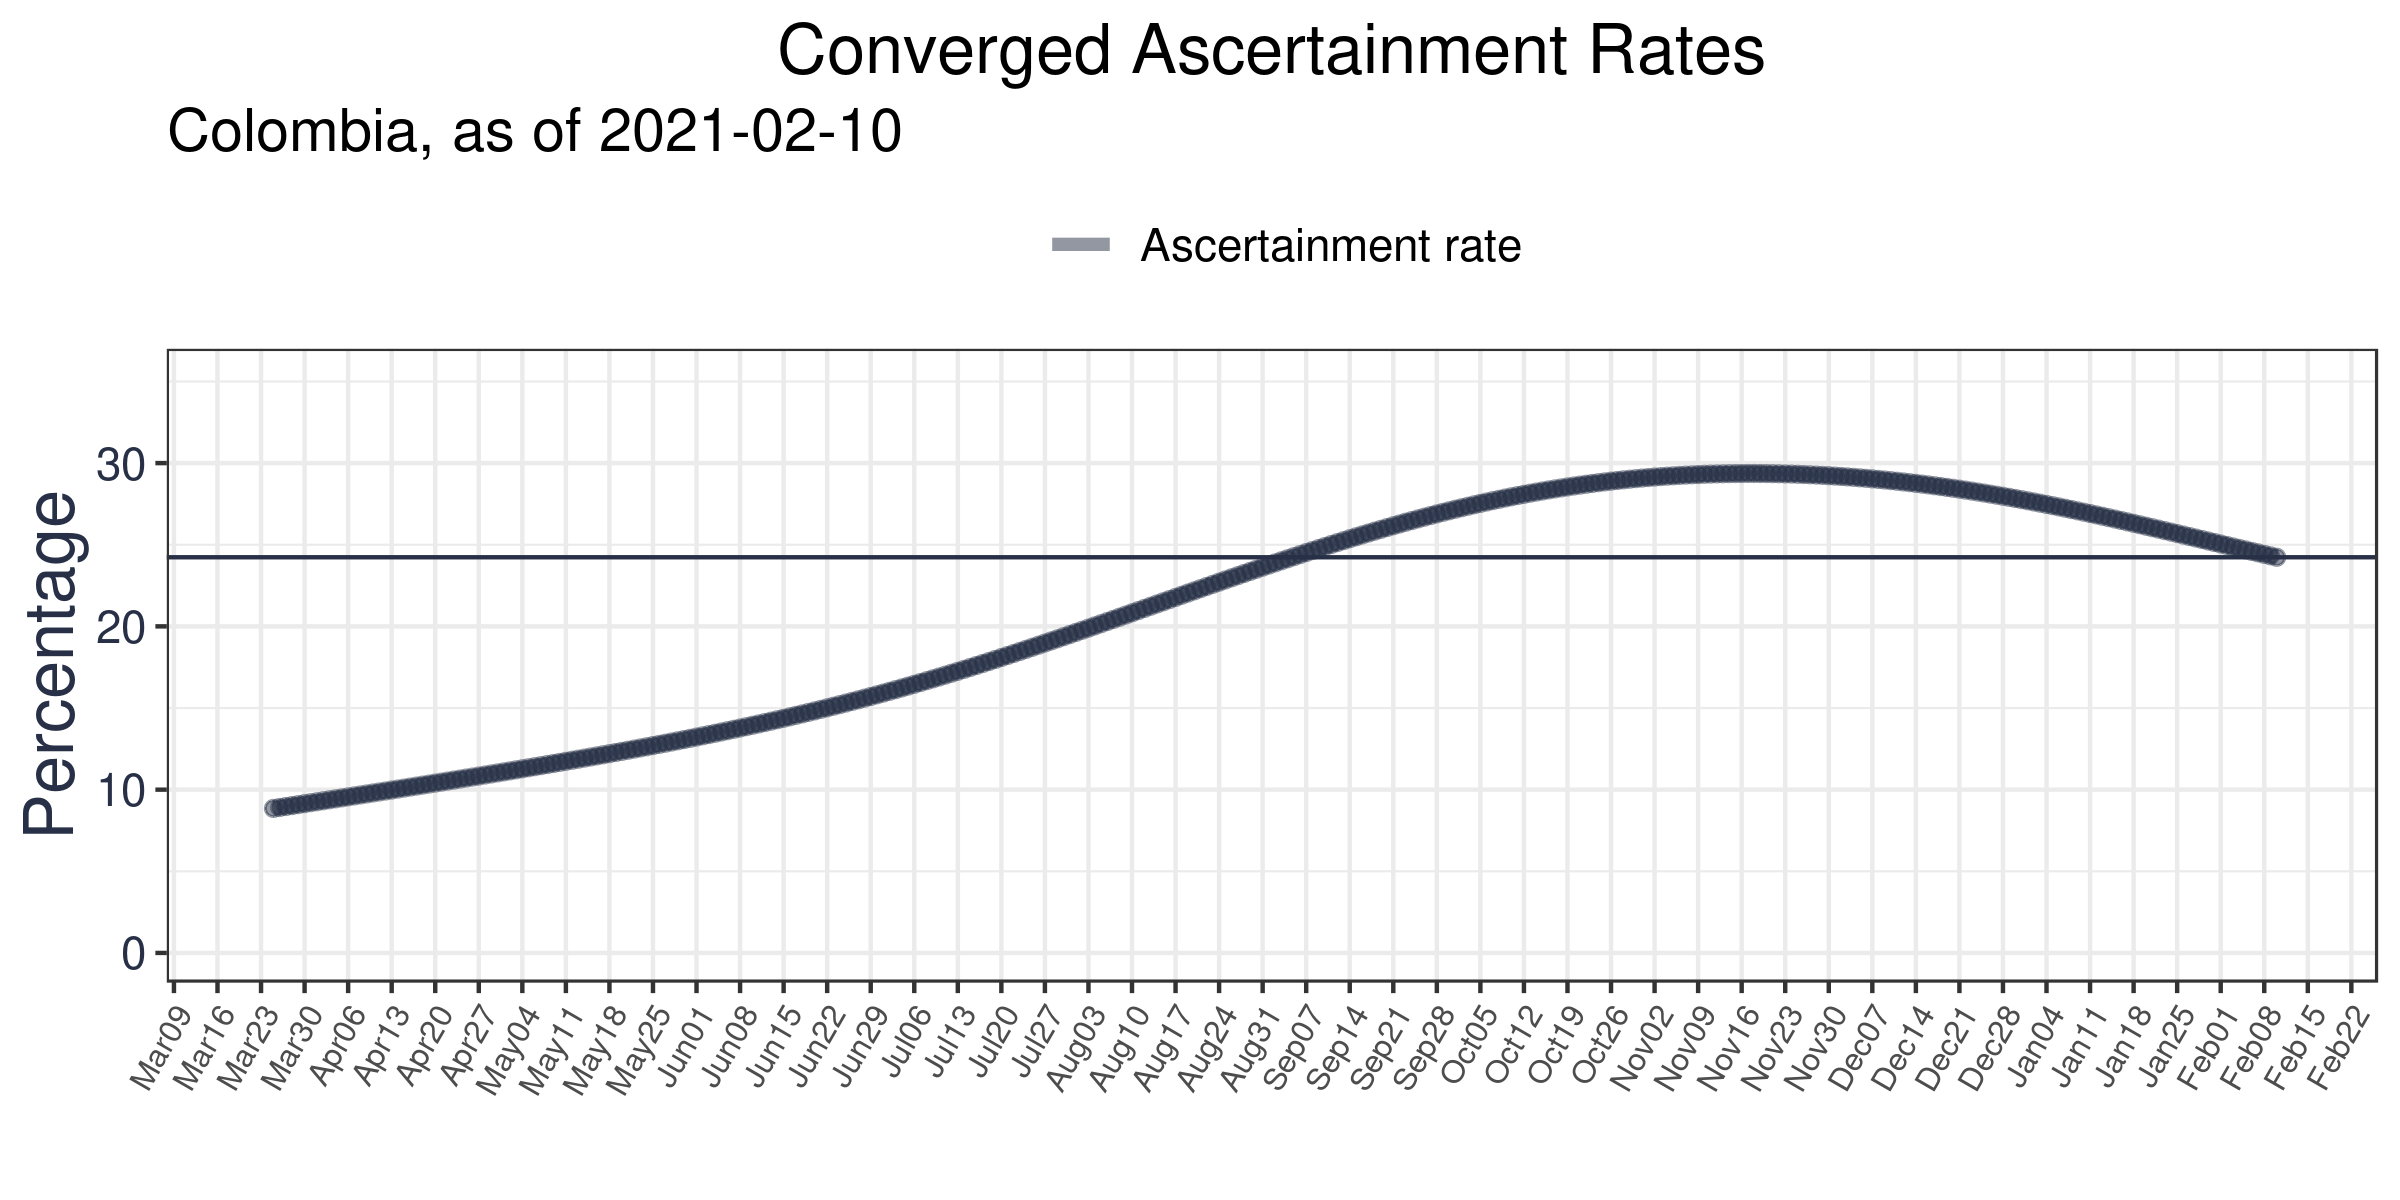 Converged Ascertainment Rates
Colombia, as of 2021-02-10
Ascertainment rate
Percentage
30
20
10
0
Mar09 Mar16 Mar23 Mar30 Apr06 Apr13 Apr20 Apr27 May04 May11 May18 May25 Jun01 Jun08 Jun15 Jun22 Jun29 Jul06 Jul13 Jul20 Jul27 Aug03 Aug10 Aug17 Aug24 Aug31 Sep07 Sep14 Sep21 Sep28 Oct05 Oct12 Oct19 Oct26 Nov02 Nov09 Nov16 Nov23 Nov30 Dec07 Dec14 Dec21 Dec28 Jan04 Jan11 Jan18 Jan25 Feb01 Feb08 Feb15 Feb22